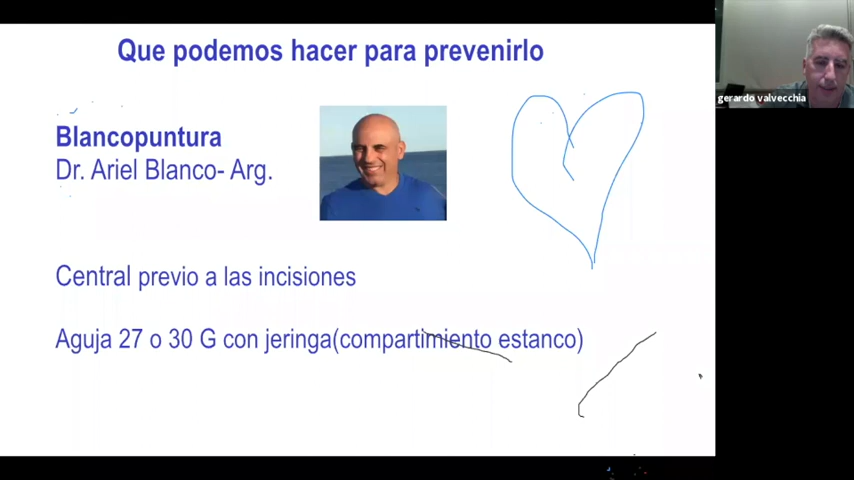 Que podemos hacer para prevenirlo
gerardo valvecchia
Blancopuntura
Dr. Ariel Blanco- Arg.
Central previo a las incisiones
Aguja 27 o 30 G con jeringa(compartimiento estanco)